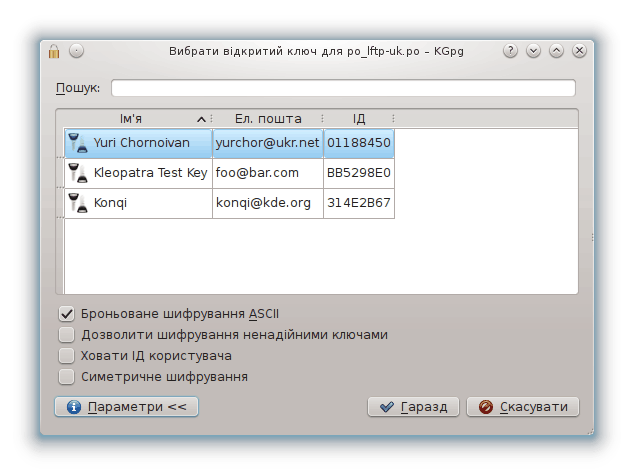 Вибрати відкритий ключ для po_lftp-uk.po – KGpg
Пошук:
Ім'я Ел. пошта ІД
Yuri Chornoivan yurchor@ukr.net 01188450
Kleopatra Test Key foo@bar.com BB5298E0
Konqi konqi@kde.org 314E2B67
Броньоване шифрування ASCII
Дозволити шифрування ненадійними ключами
Ховати ІД користувача
Симетричне шифрування
Параметри << Гаразд Скасувати